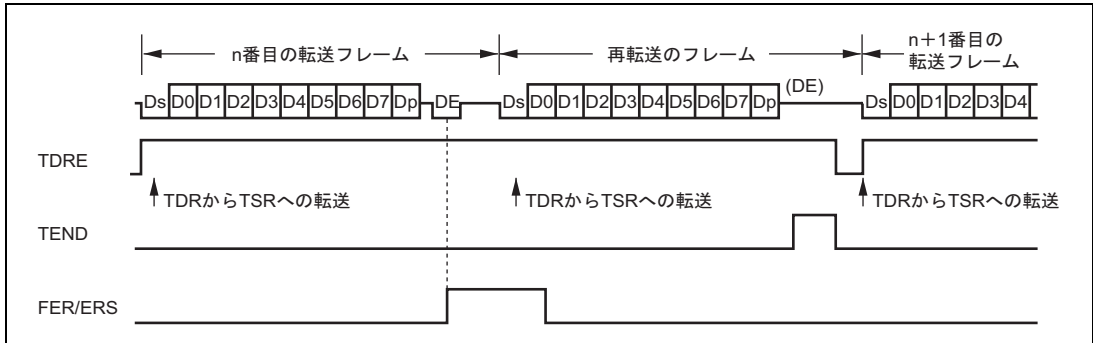 n番目の転送フレーム
再転送のフレーム
n+1番目の
転送フレーム
Ds D0 D1 D2 D3 D4 D5 D6 D7 Dp DE Ds D0 D1 D2 D3 D4 D5 D6 D7 Dp (DE) Ds D0 D1 D2 D3 D4
TDRE
TDRからTSRへの転送 TDRからTSRへの転送 TDRからTSRへの転送
TEND
FER/ERS